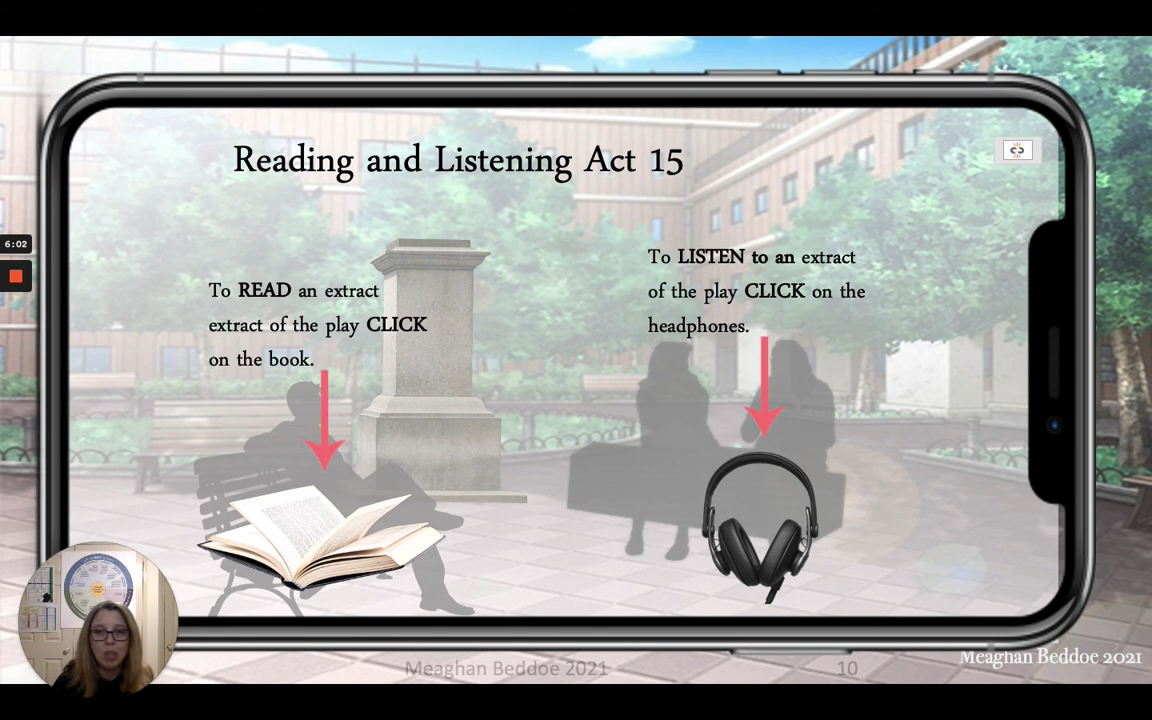 Reading and Listening Act 15
6:02
To LISTEN to an extract
of the play CLICK on the
headphones.
To READ an extract
extract of the play CLICK
on the book.
Meaghan Beddoe 2021
10
Meaghan Beddoe 2021